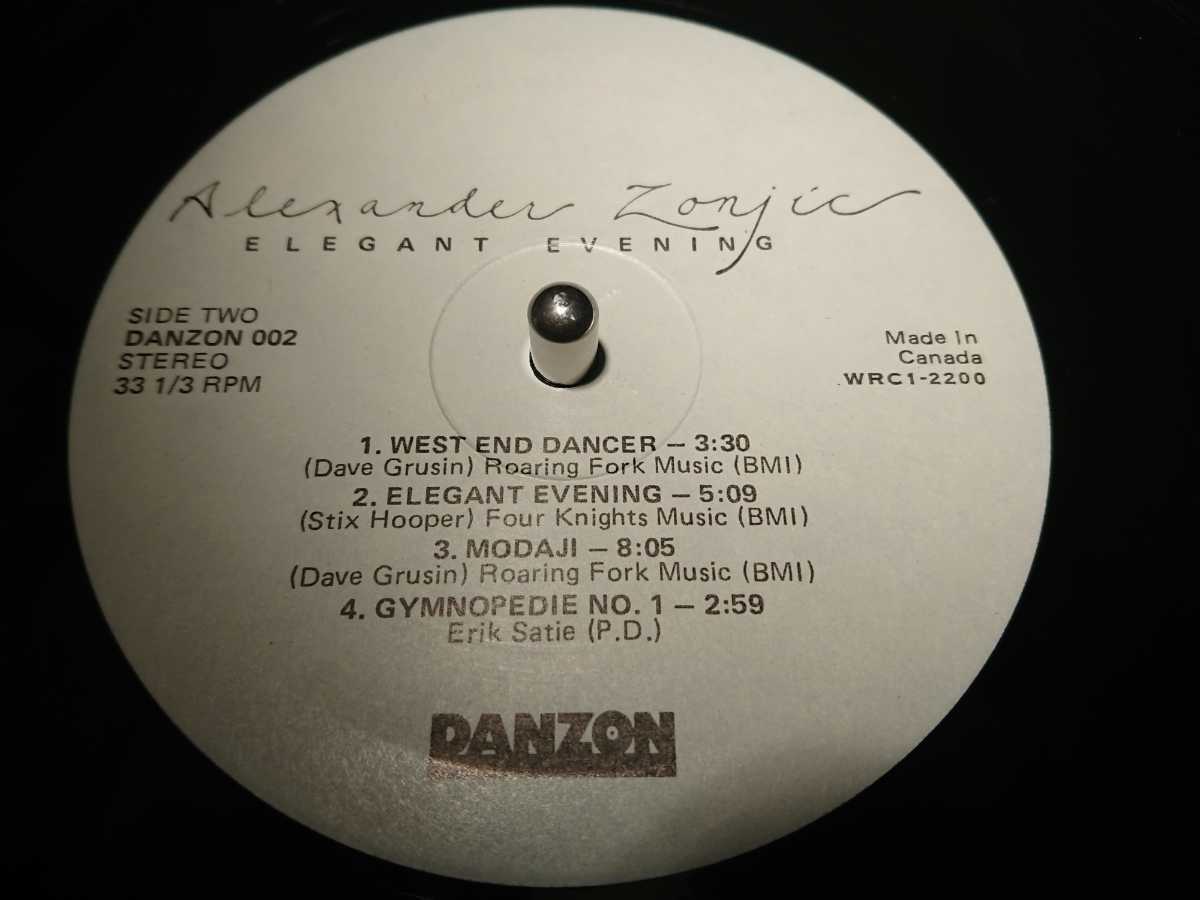 Alexander Zonjic
ELEGANT EVENING
SIDE TWO
DANZON 002
STEREO
33 1/3 RPM
Made In
Canada
WRC1-2200
1. WEST END DANCER – 3:30
(Dave Grusin) Roaring Fork Music (BMI)
2. ELEGANT EVENING – 5:09
(Stix Hooper) Four Knights Music (BMI)
3. MODAJI – 8:05
(Dave Grusin) Roaring Fork Music (BMI)
4. GYMNOPEDIE NO. 1 – 2:59
Erik Satie (P.D.)
DANZON